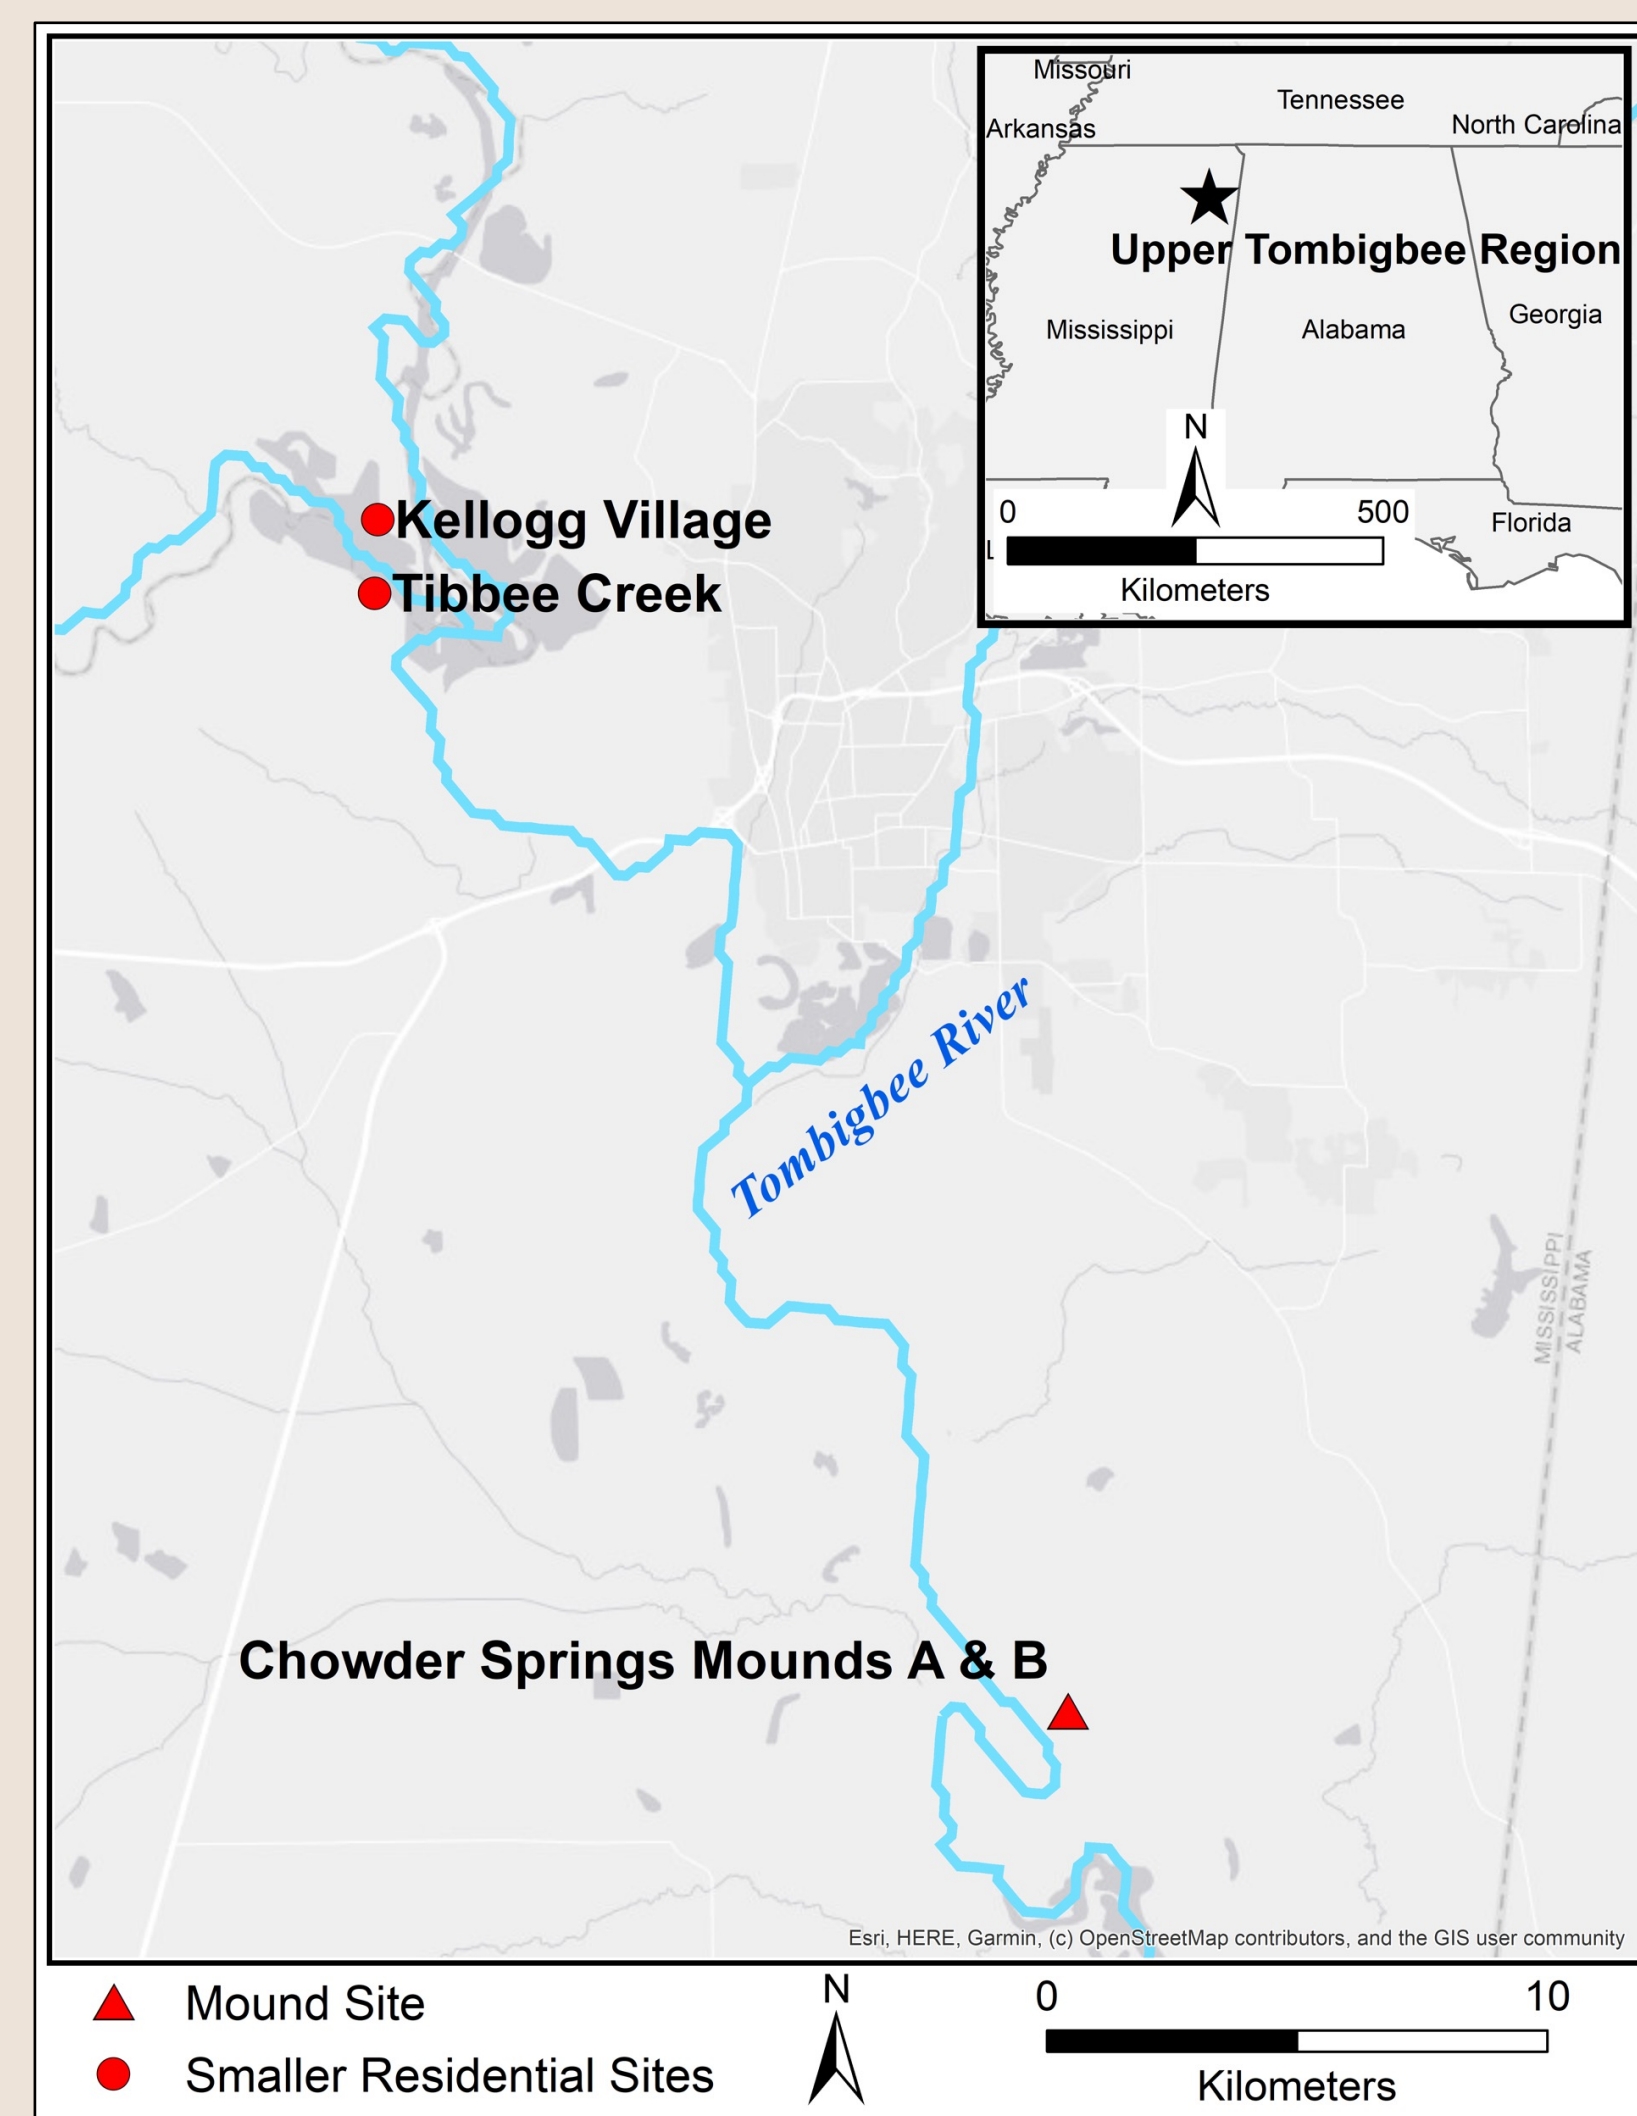 Missouri
Tennessee
Arkansas
North Carolina
Upper Tombigbee Region
Mississippi
Alabama
Georgia
N
0 500
Florida
Kilometers
Kellogg Village
Tibbee Creek
Tombigbee River
MISSISSIPPI
ALABAMA
Chowder Springs Mounds A & B
Esri, HERE, Garmin, (c) OpenStreetMap contributors, and the GIS user community
Mound Site
Smaller Residential Sites
N
0 10
Kilometers